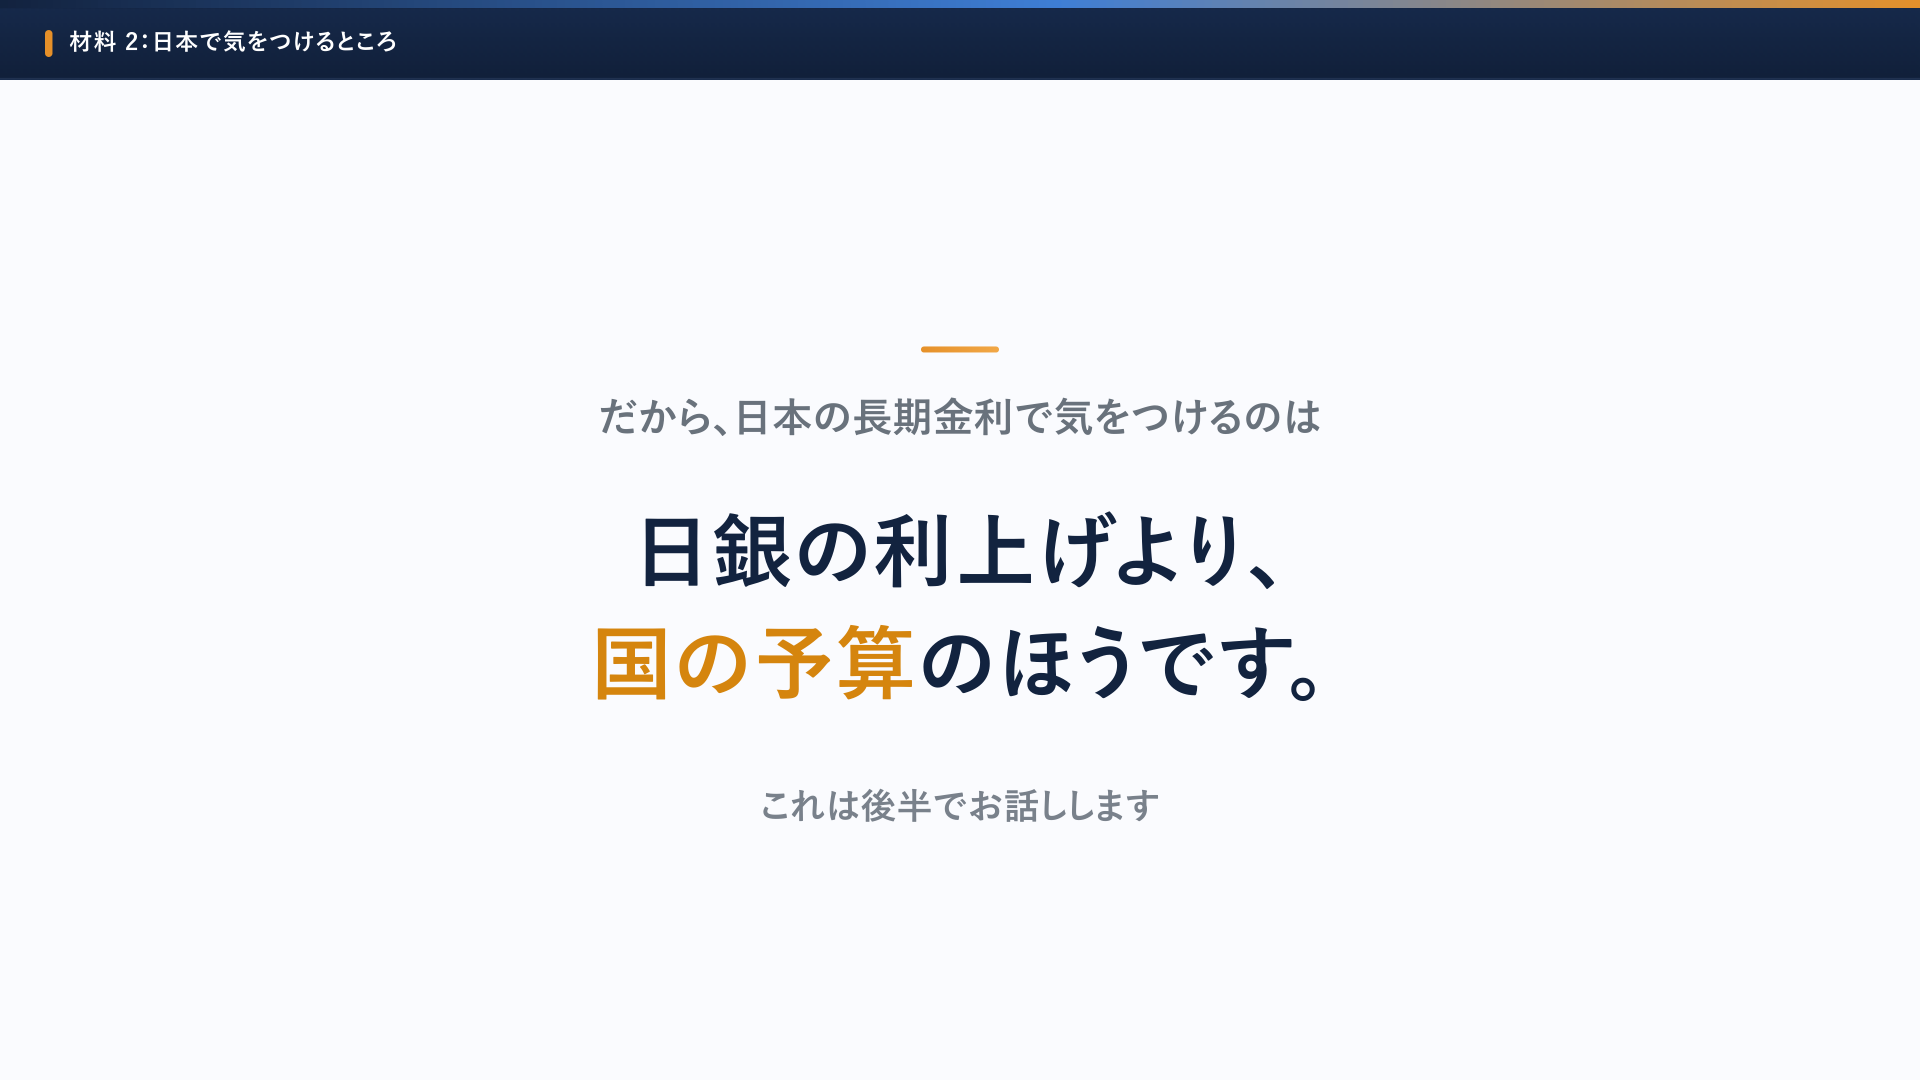 材料 2：日本で気をつけるところ
だから、日本の長期金利で気をつけるのは
日銀の利上げより、
国の予算のほうです。
これは後半でお話しします